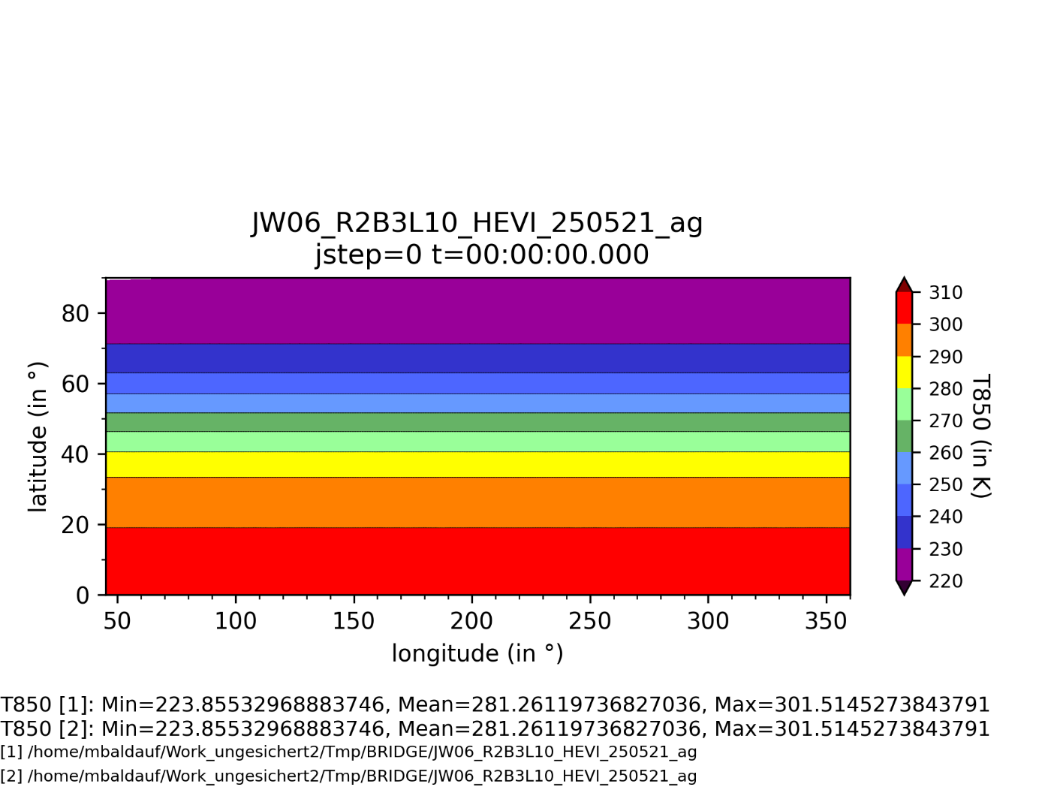 JW06_R2B3L10_HEVI_250521_ag
jstep=0 t=00:00:00.000
80
60
40
20
0
latitude (in °)
50 100 150 200 250 300 350
longitude (in °)
310
300
290
280
270
260
250
240
230
220
T850 (in K)
T850 [1]: Min=223.85532968883746, Mean=281.26119736827036, Max=301.5145273843791
T850 [2]: Min=223.85532968883746, Mean=281.26119736827036, Max=301.5145273843791
[1] /home/mbaldauf/Work_ungesichert2/Tmp/BRIDGE/JW06_R2B3L10_HEVI_250521_ag
[2] /home/mbaldauf/Work_ungesichert2/Tmp/BRIDGE/JW06_R2B3L10_HEVI_250521_ag